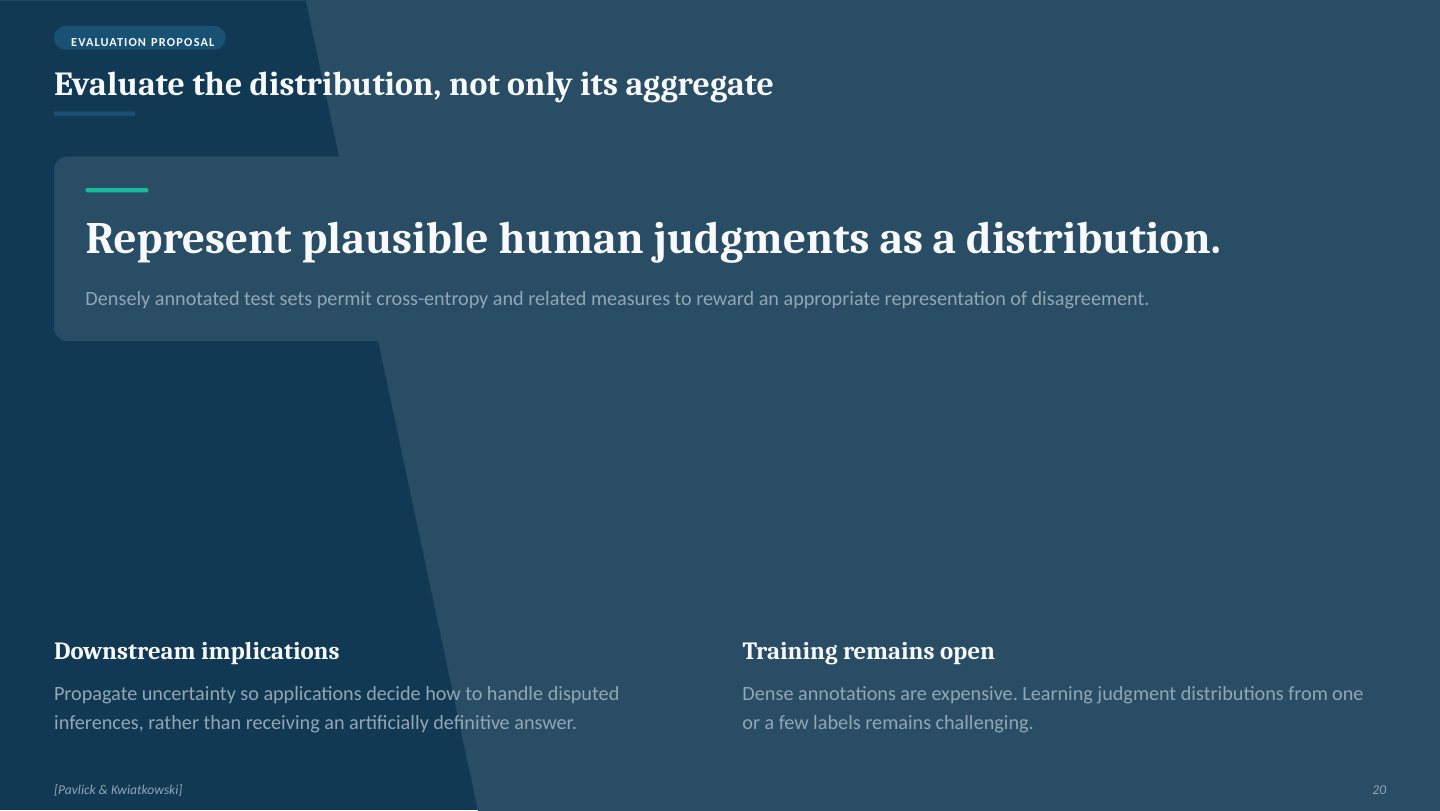 EVALUATION PROPOSAL
Evaluate the distribution, not only its aggregate
Represent plausible human judgments as a distribution.
Densely annotated test sets permit cross-entropy and related measures to reward an appropriate representation of disagreement.
Downstream implications
Propagate uncertainty so applications decide how to handle disputed
inferences, rather than receiving an artificially definitive answer.
Training remains open
Dense annotations are expensive. Learning judgment distributions from one
or a few labels remains challenging.
[Pavlick & Kwiatkowski]
20